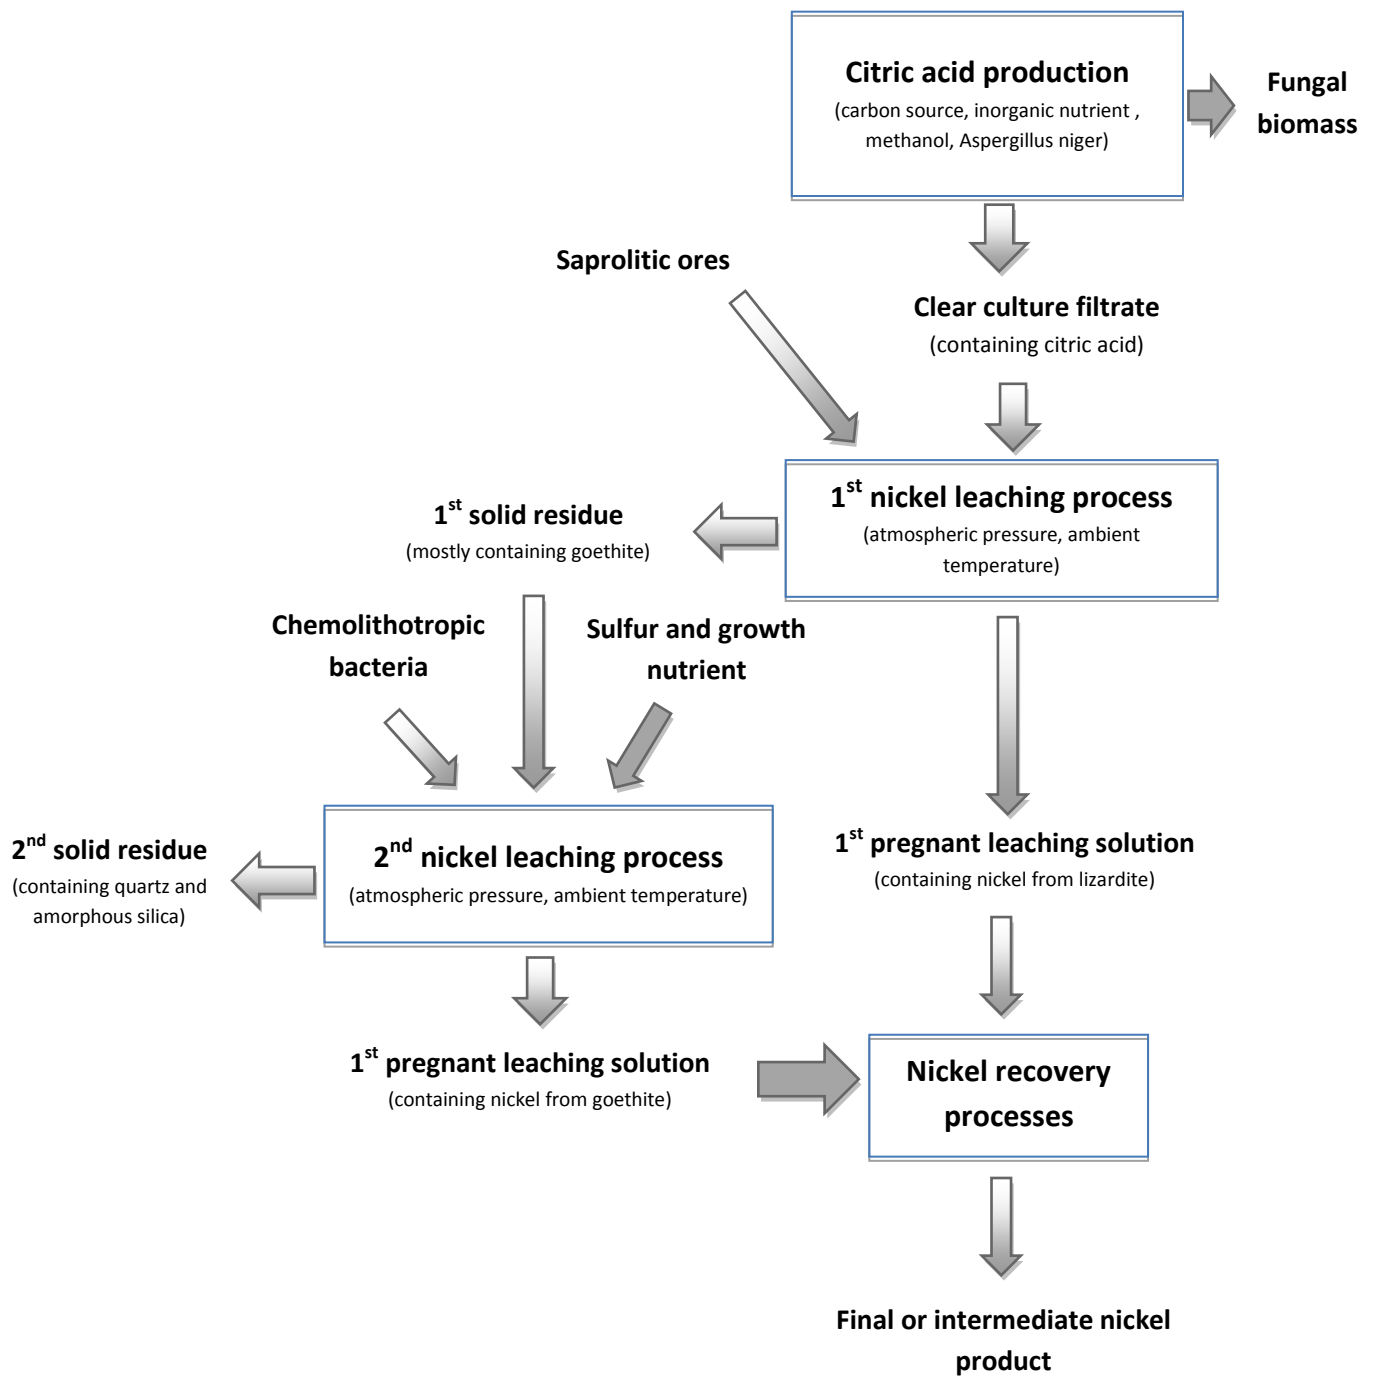 Citric acid production
(carbon source, inorganic nutrient ,
methanol, Aspergillus niger)
Fungal
biomass
Saprolitic ores
Clear culture filtrate
(containing citric acid)
1st nickel leaching process
(atmospheric pressure, ambient
temperature)
1st solid residue
(mostly containing goethite)
Chemolithotropic
bacteria
Sulfur and growth
nutrient
2nd nickel leaching process
(atmospheric pressure, ambient temperature)
2nd solid residue
(containing quartz and
amorphous silica)
1st pregnant leaching solution
(containing nickel from lizardite)
1st pregnant leaching solution
(containing nickel from goethite)
Nickel recovery
processes
Final or intermediate nickel
product